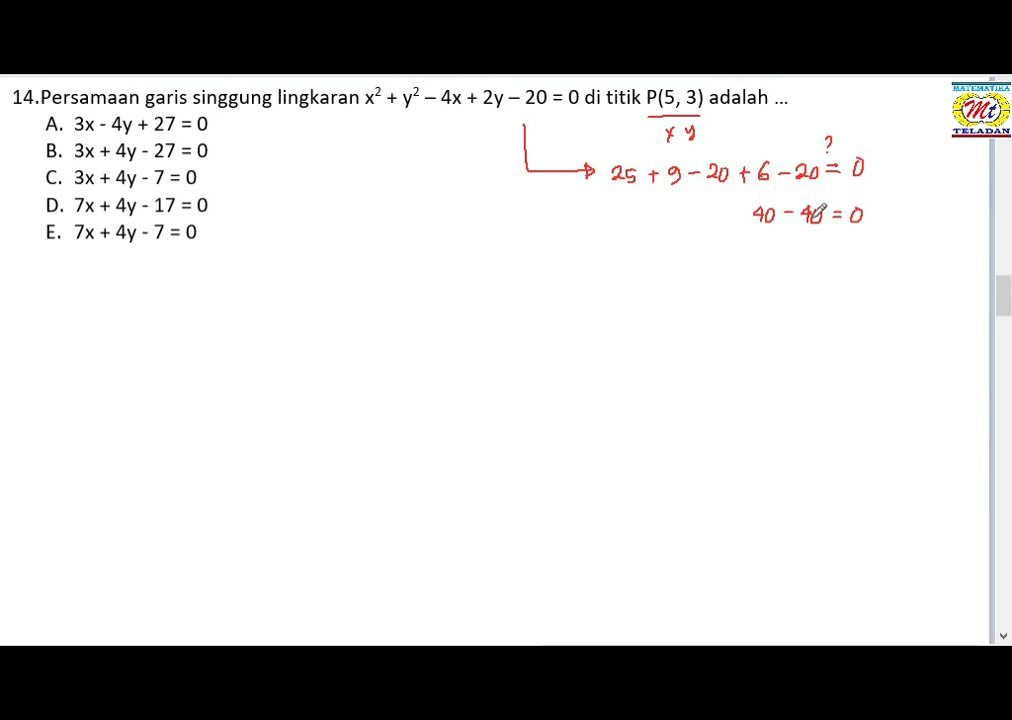 14.Persamaan garis singgung lingkaran x² + y² – 4x + 2y – 20 = 0 di titik P(5, 3) adalah ...
A. 3x - 4y + 27 = 0
B. 3x + 4y - 27 = 0
C. 3x + 4y - 7 = 0
D. 7x + 4y - 17 = 0
E. 7x + 4y - 7 = 0
x y
?
25 + 9 - 20 + 6 - 20 = 0
40 - 40 = 0
MATEMATIKA
Mt
TELADAN